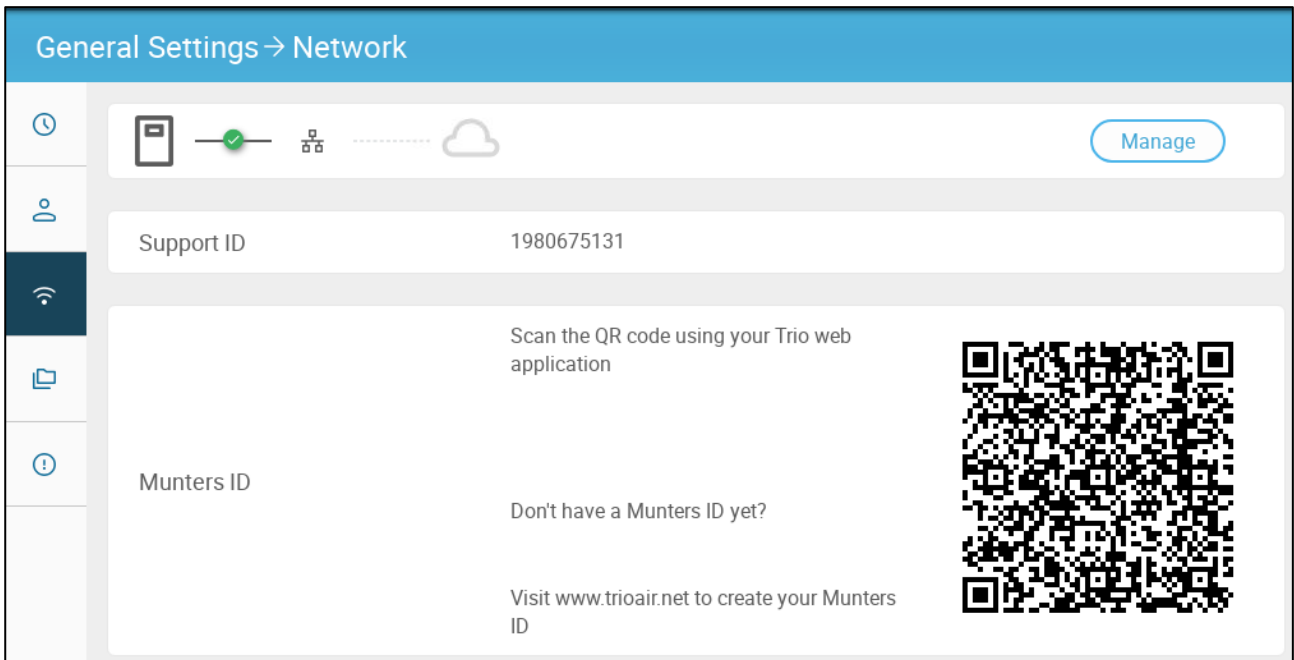 General Settings → Network
Manage
Support ID
1980675131
Scan the QR code using your Trio web
application
Munters ID
Don't have a Munters ID yet?
Visit www.trioair.net to create your Munters
ID